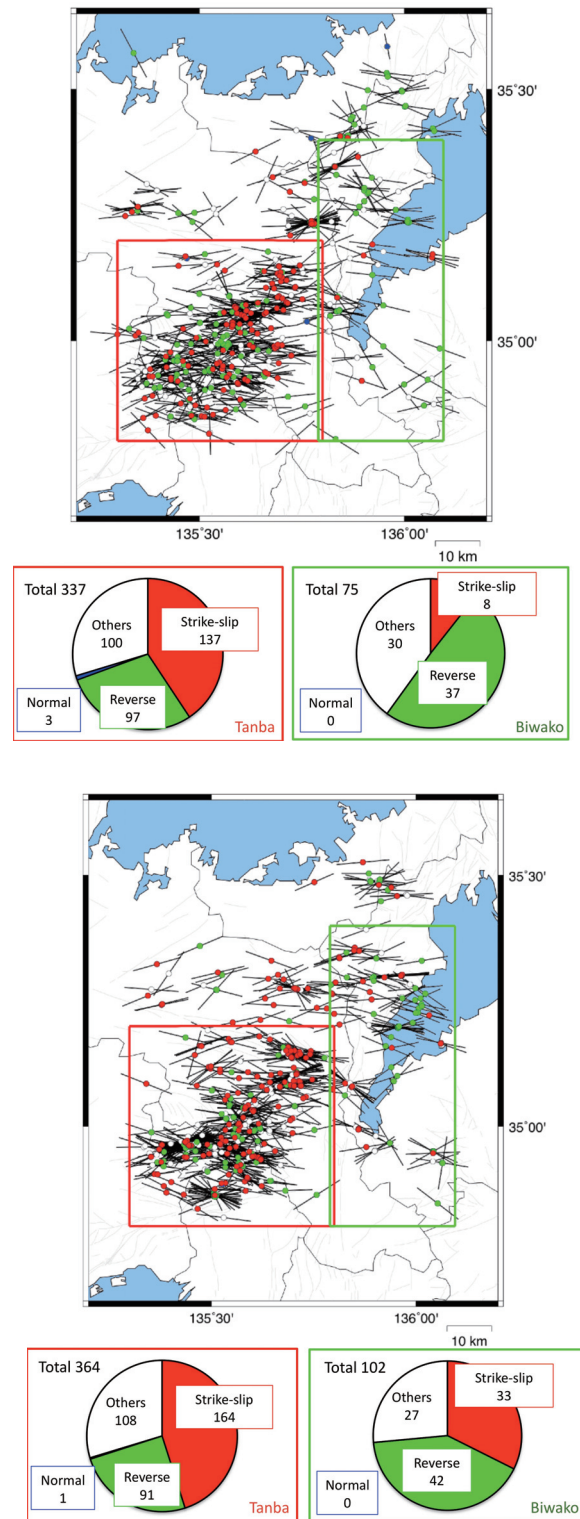 35˚30'
35˚00'
135˚30'
136˚00'
10 km
Total 337
Others
100
Strike-slip
137
Normal
3
Reverse
97
Tanba
Total 75
Strike-slip
8
Others
30
Normal
0
Reverse
37
Biwako
35˚30'
35˚00'
135˚30'
136˚00'
10 km
Total 364
Others
108
Strike-slip
164
Normal
1
Reverse
91
Tanba
Total 102
Others
27
Strike-slip
33
Normal
0
Reverse
42
Biwako